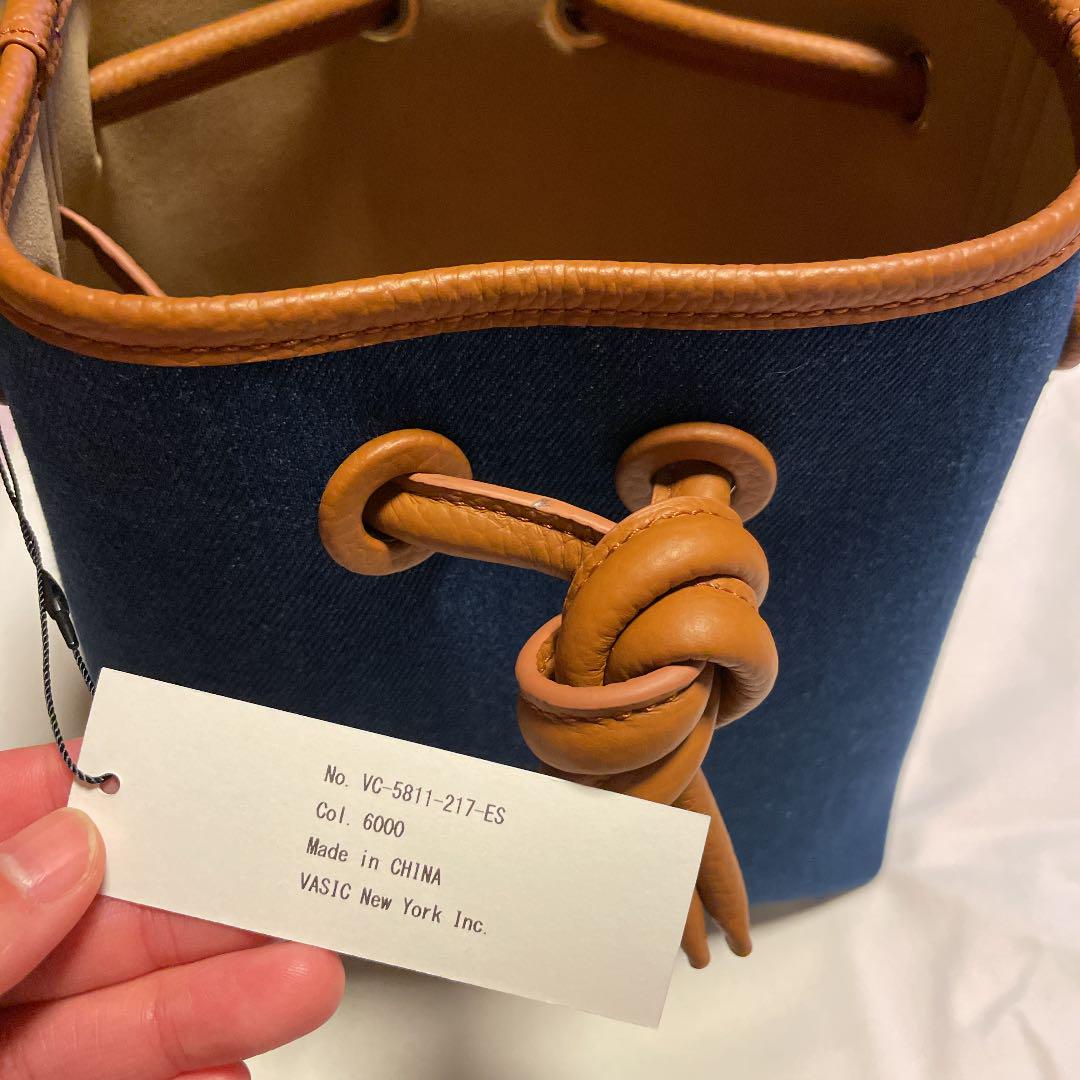 No. VC-5811-217-ES
Col. 6000
Made in CHINA
VASIC New York Inc.